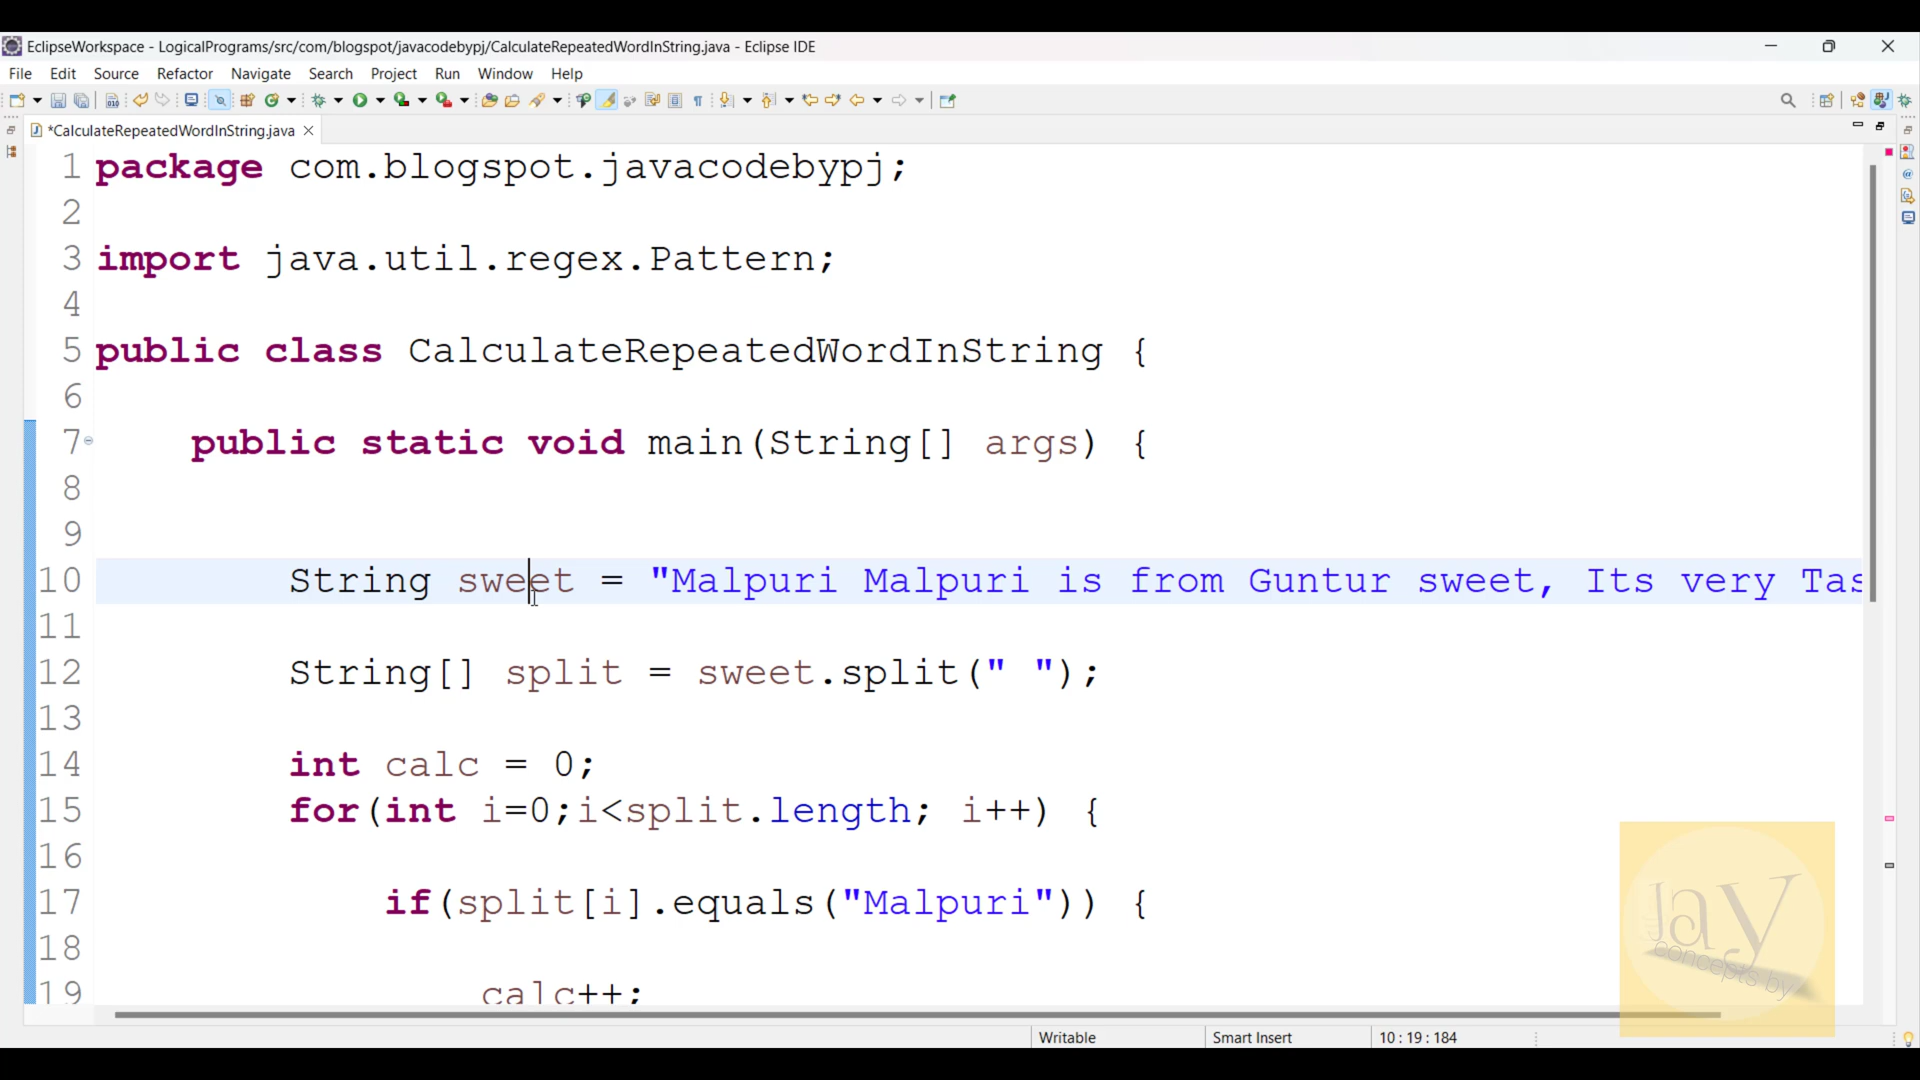 EclipseWorkspace - LogicalPrograms/src/com/blogspot/javacodebypj/CalculateRepeatedWordInString.java - Eclipse IDE
File Edit Source Refactor Navigate Search Project Run Window Help
*CalculateRepeatedWordInString.java
1 package com.blogspot.javacodebypj;
2
3 import java.util.regex.Pattern;
4
5 public class CalculateRepeatedWordInString {
6
7 public static void main(String[] args) {
8
9
10 String sweet = "Malpuri Malpuri is from Guntur sweet, Its very Tas
11
12 String[] split = sweet.split(" ");
13
14 int calc = 0;
15 for(int i=0;i<split.length; i++) {
16
17 if(split[i].equals("Malpuri")) {
18
19 calc++;
Jay
concepts by
Writable Smart Insert 10 : 19 : 184